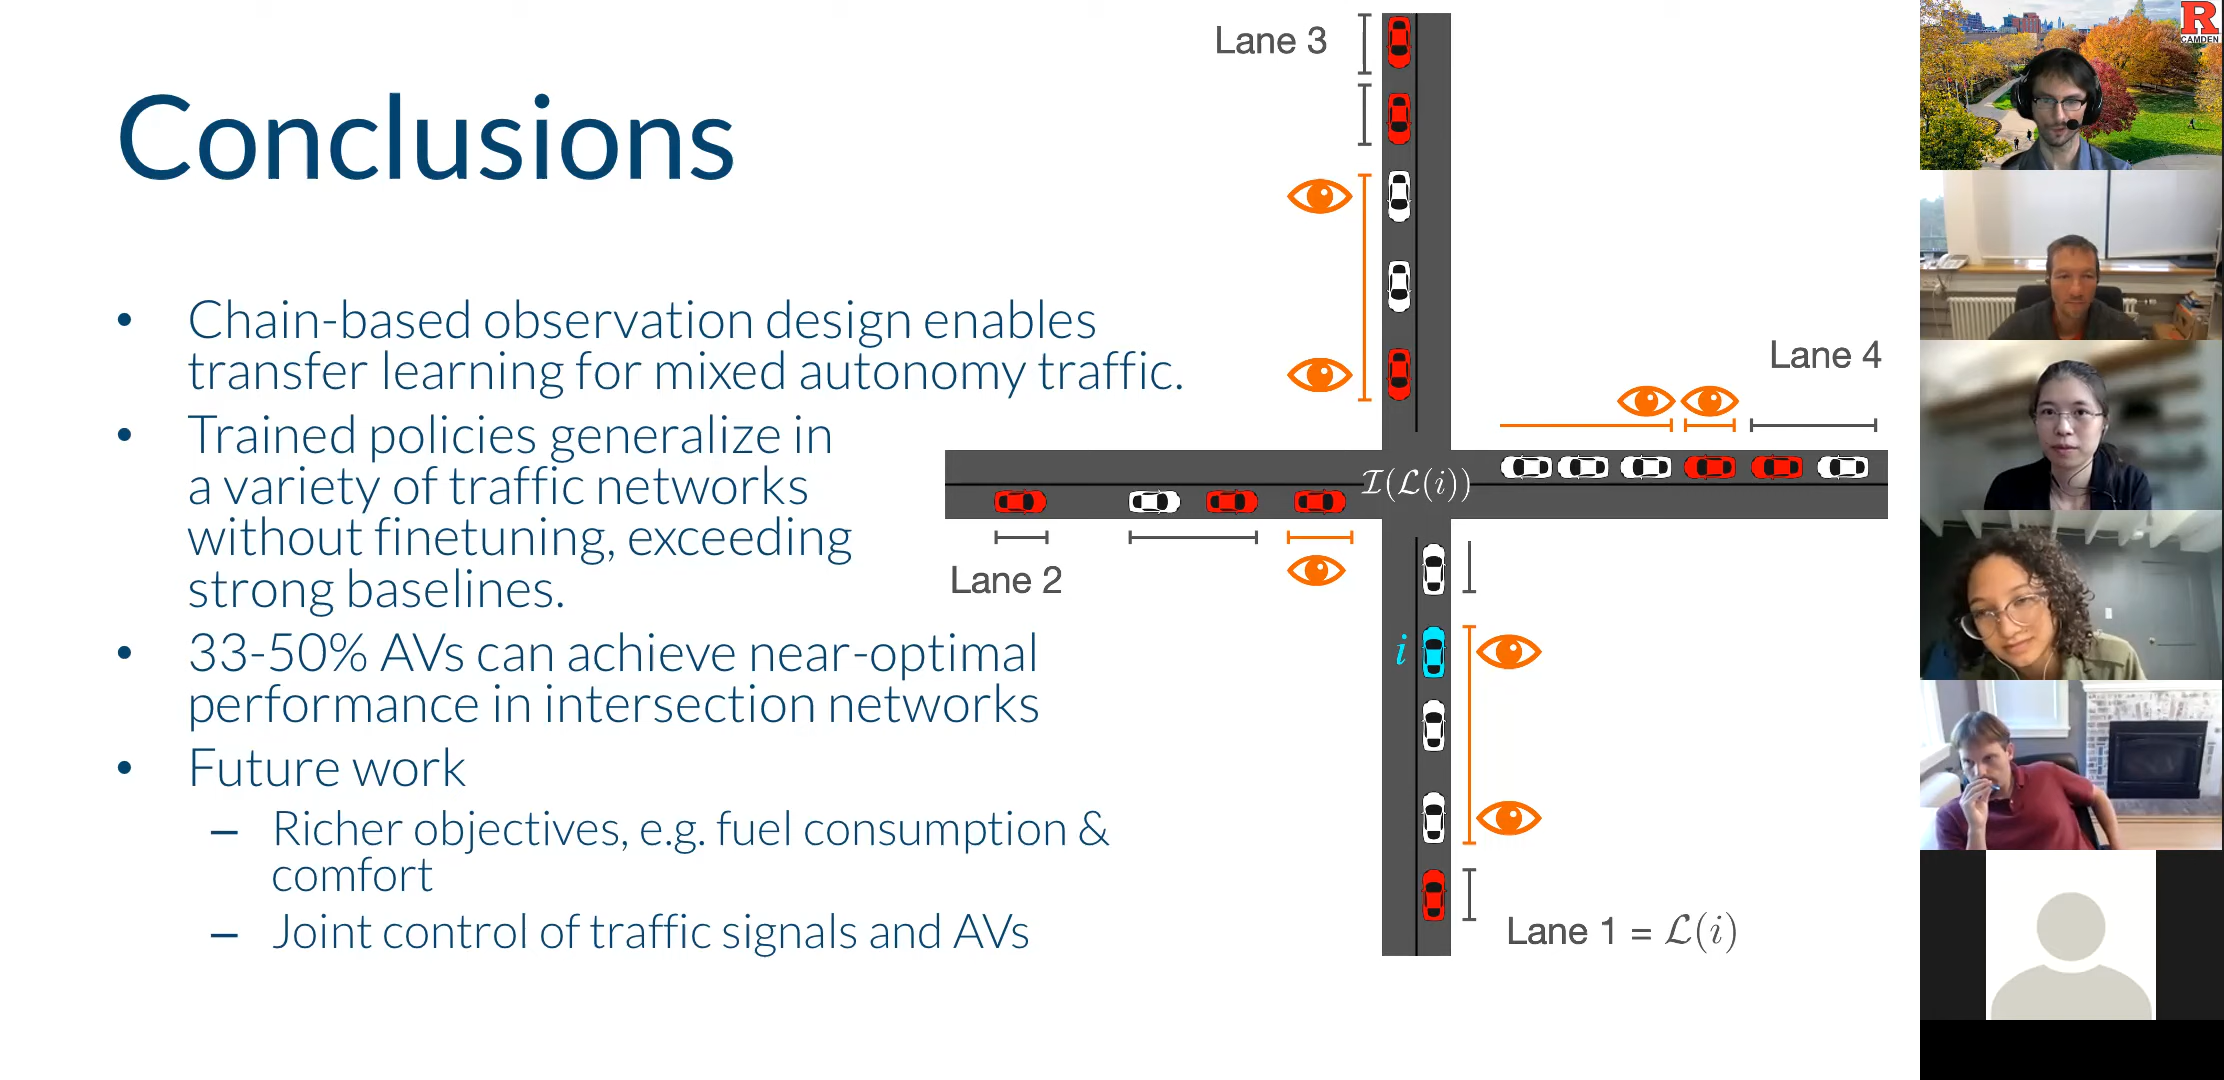 Conclusions
• Chain-based observation design enables
transfer learning for mixed autonomy traffic.
• Trained policies generalize in
a variety of traffic networks
without finetuning, exceeding
strong baselines.
• 33-50% AVs can achieve near-optimal
performance in intersection networks
• Future work
– Richer objectives, e.g. fuel consumption &
comfort
– Joint control of traffic signals and AVs
Lane 3
Lane 4
ℐ(ℒ(i))
Lane 2
i
Lane 1 = ℒ(i)
R
CAMDEN